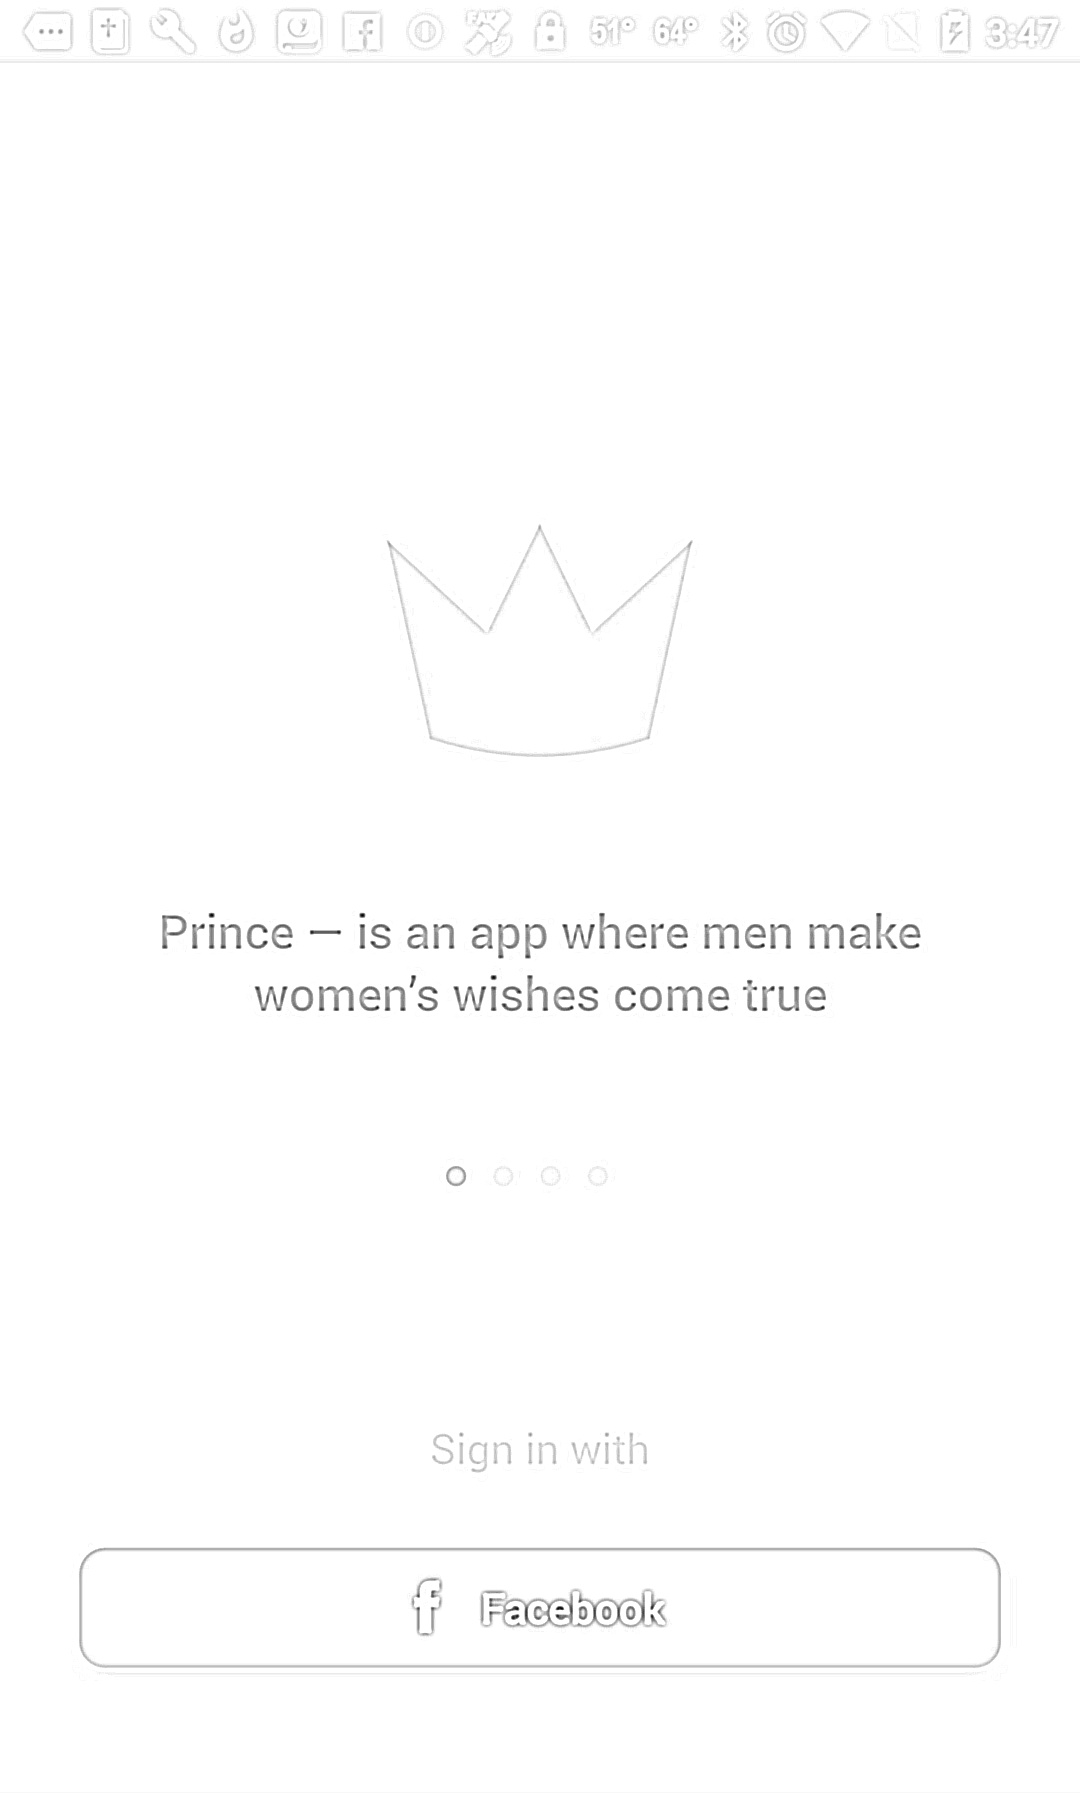 51° 64° 3:47
Prince — is an app where men make
women's wishes come true
Sign in with
f Facebook